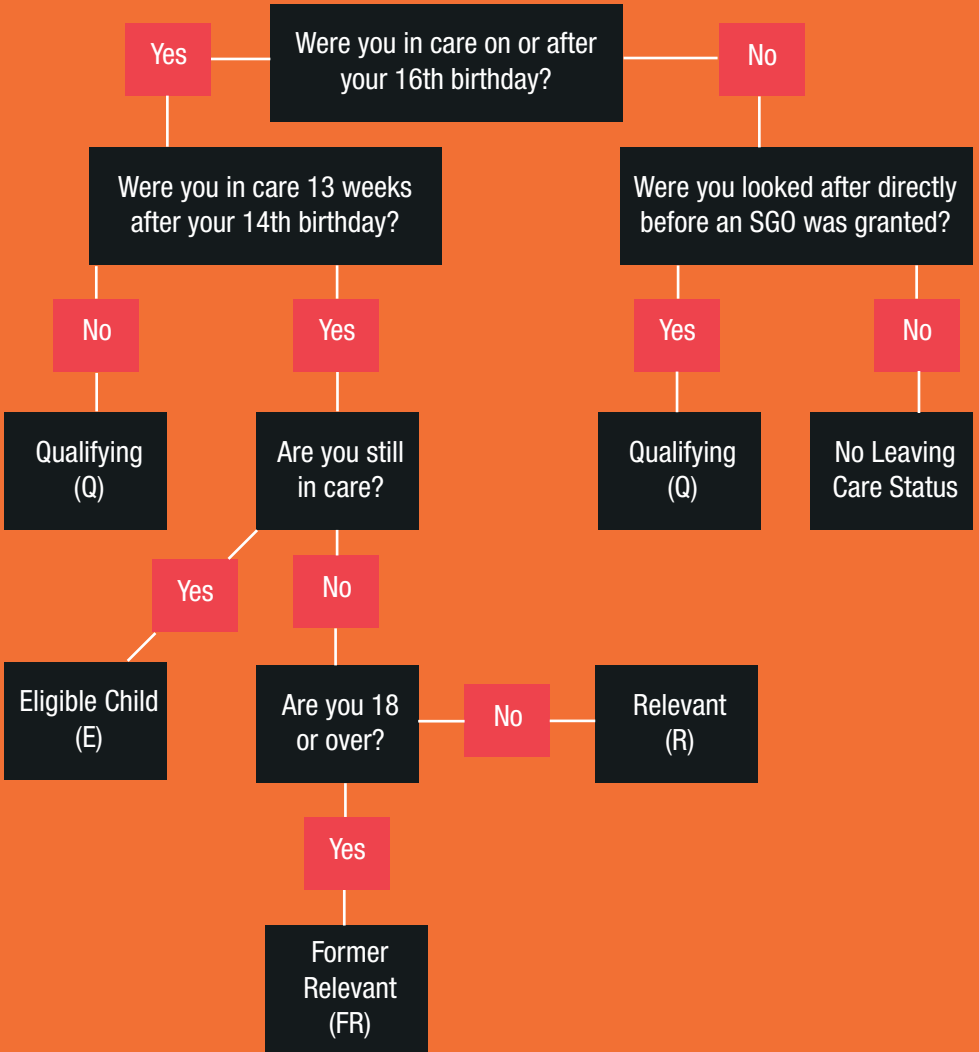 Were you in care on or after
your 16th birthday?
Yes
No
Were you in care 13 weeks
after your 14th birthday?
Were you looked after directly
before an SGO was granted?
No
Yes
Yes
No
Qualifying
(Q)
Are you still
in care?
Qualifying
(Q)
No Leaving
Care Status
Yes
No
Eligible Child
(E)
Are you 18
or over?
No
Relevant
(R)
Yes
Former
Relevant
(FR)